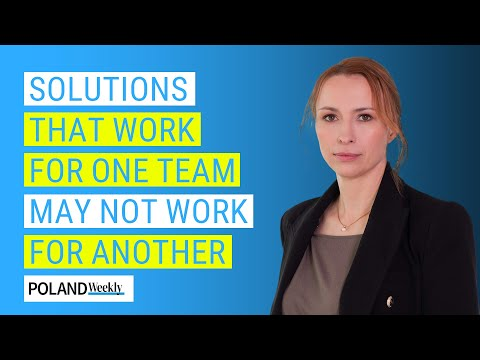 SOLUTIONS
THAT WORK
FOR ONE TEAM
MAY NOT WORK
FOR ANOTHER
POLAND Weekly